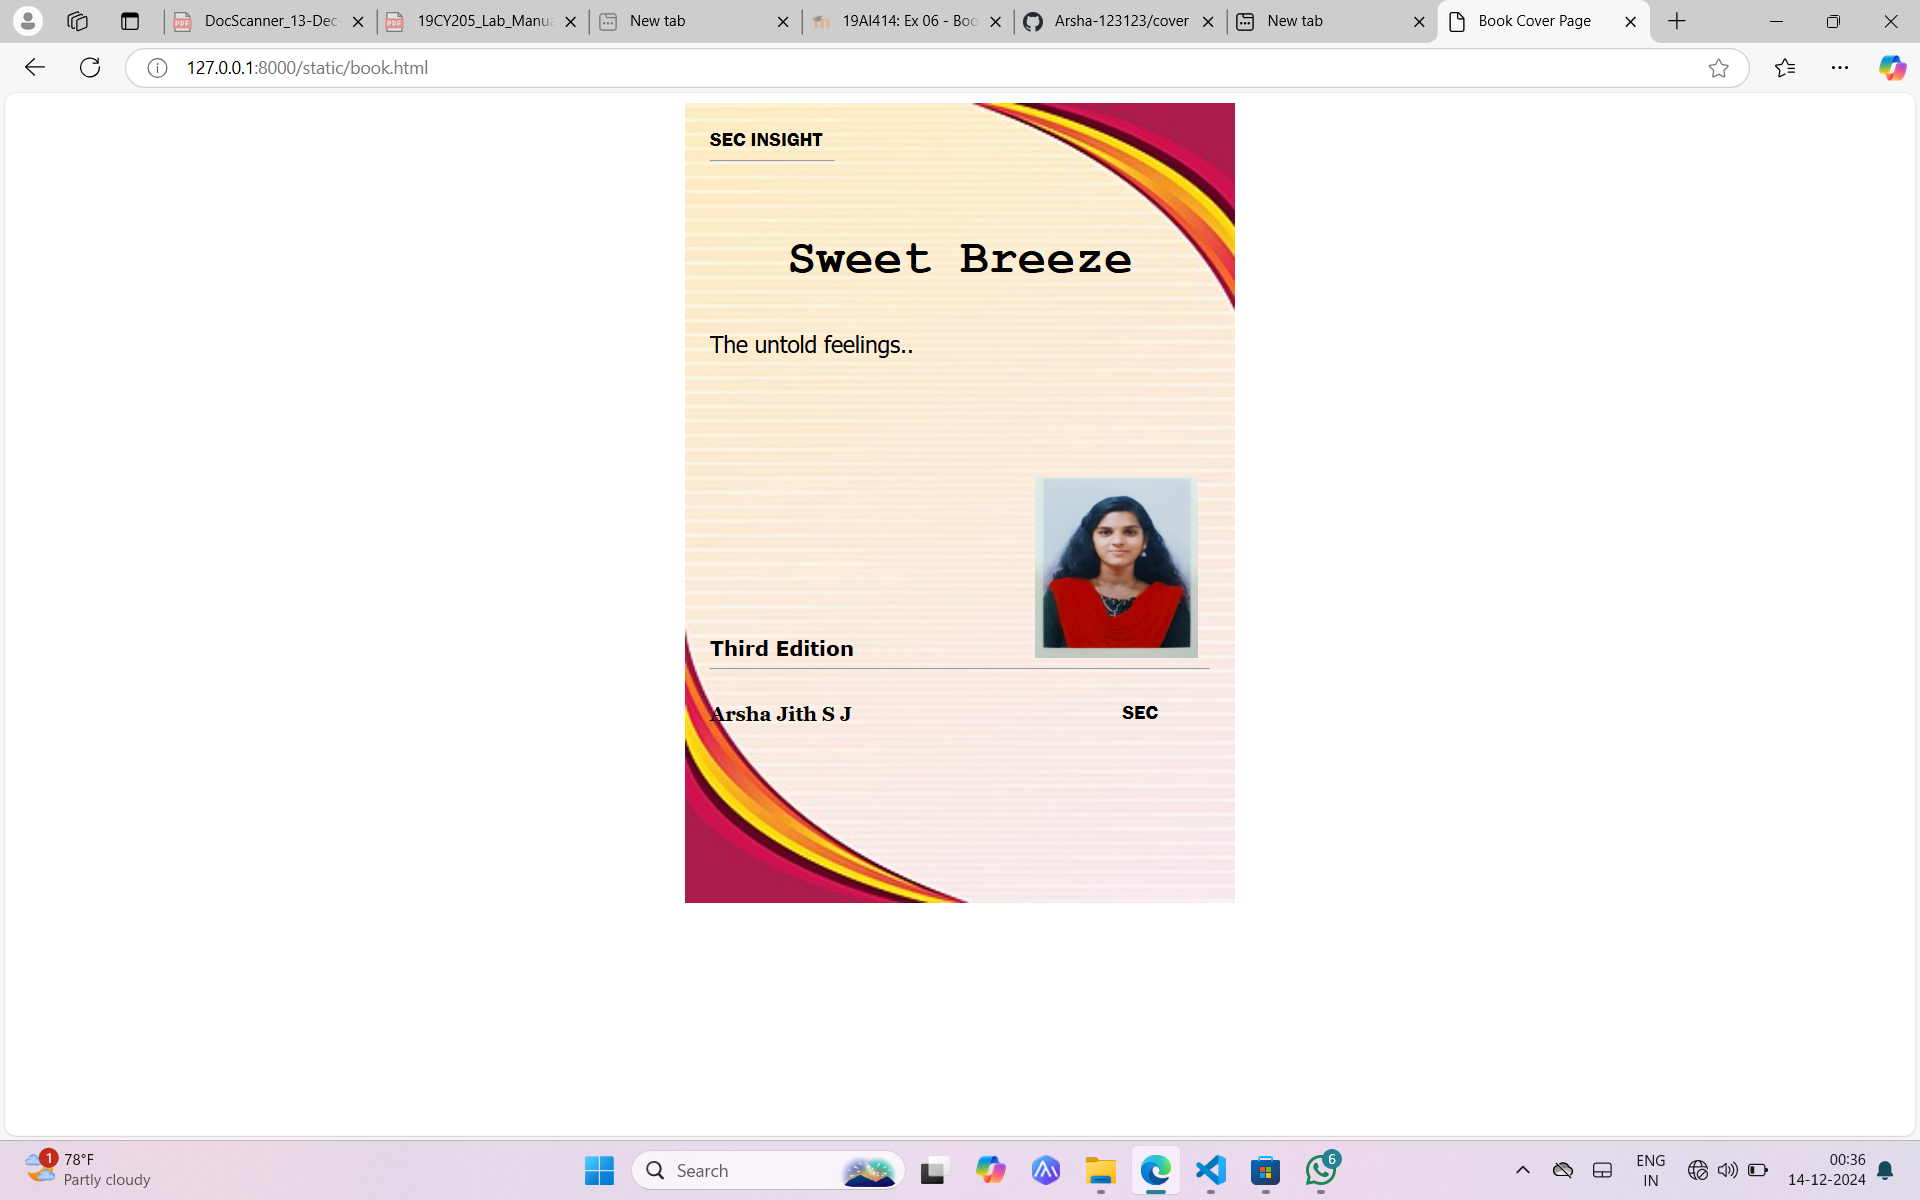 DocScanner_13-Dec-
19CY205_Lab_Manua
New tab
19AI414: Ex 06 - Boo
Arsha-123123/cover
New tab
Book Cover Page
127.0.0.1:8000/static/book.html
SEC INSIGHT
Sweet Breeze
The untold feelings..
Third Edition
Arsha Jith S J
SEC
1
78°F
Partly cloudy
Search
6
ENG
IN
00:36
14-12-2024